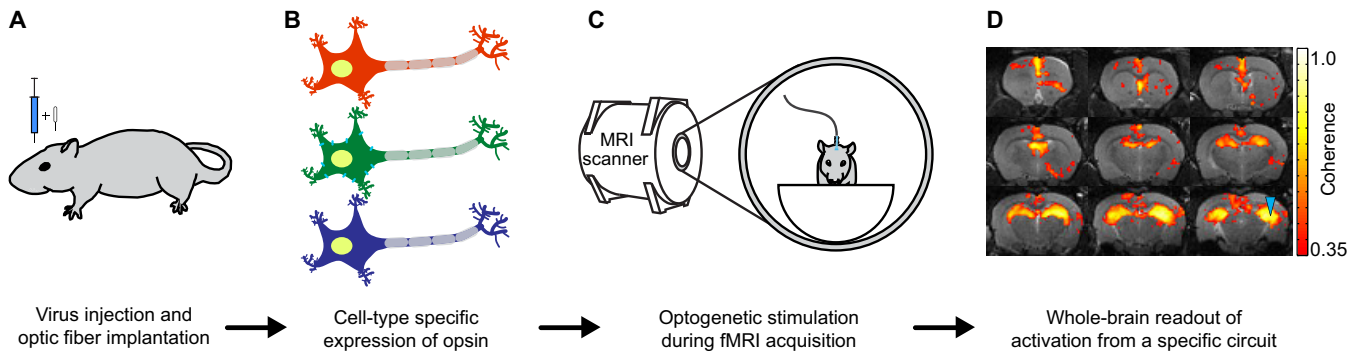 A
B
C
D
+
MRI
scanner
1.0
Coherence
0.35
Virus injection and
optic fiber implantation
Cell-type specific
expression of opsin
Optogenetic stimulation
during fMRI acquisition
Whole-brain readout of
activation from a specific circuit